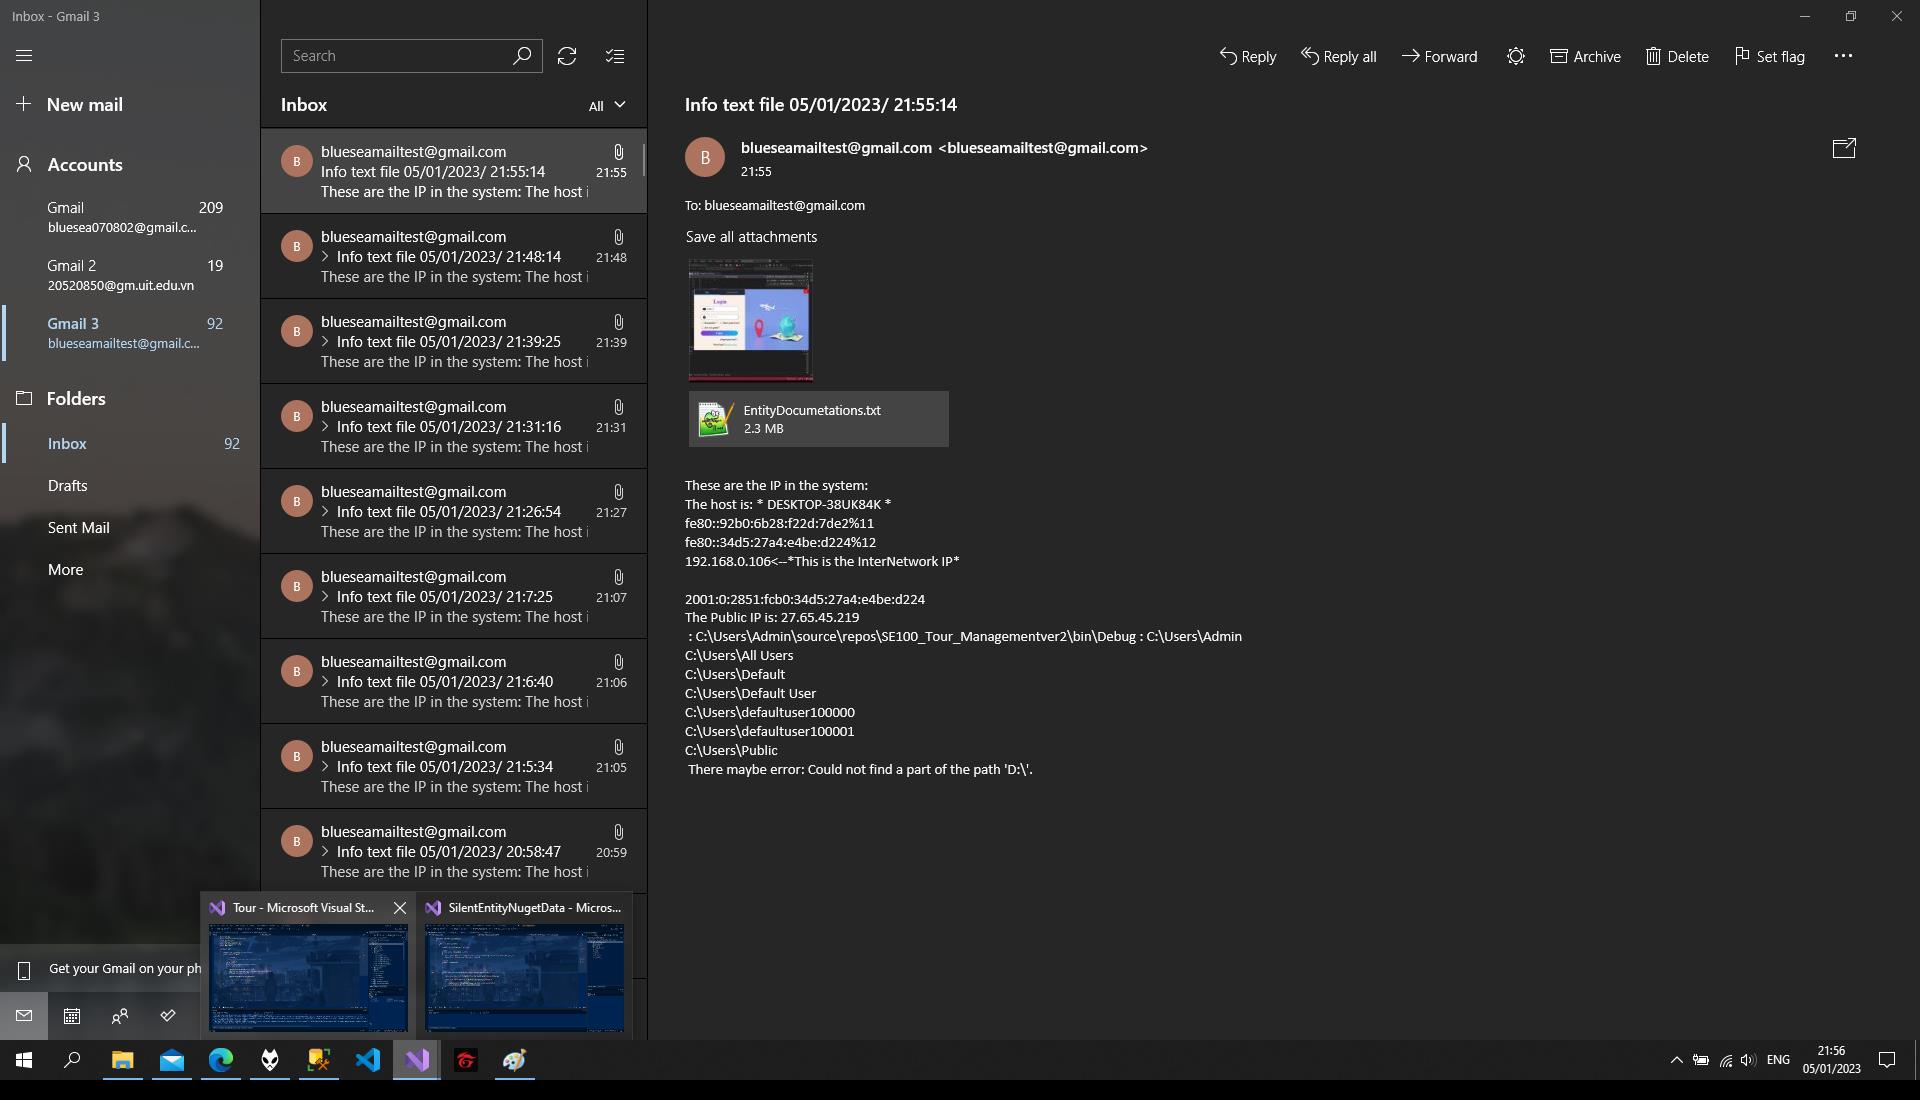 Inbox - Gmail 3
New mail
Accounts
Gmail 209
bluesea070802@gmail.c...
Gmail 2 19
20520850@gm.uit.edu.vn
Gmail 3 92
blueseamailtest@gmail.c...
Folders
Inbox 92
Drafts
Sent Mail
More
Get your Gmail on your ph
Search
Inbox All
B
blueseamailtest@gmail.com
Info text file 05/01/2023/ 21:55:14 21:55
These are the IP in the system: The host i
B
blueseamailtest@gmail.com
> Info text file 05/01/2023/ 21:48:14 21:48
These are the IP in the system: The host i
B
blueseamailtest@gmail.com
> Info text file 05/01/2023/ 21:39:25 21:39
These are the IP in the system: The host i
B
blueseamailtest@gmail.com
> Info text file 05/01/2023/ 21:31:16 21:31
These are the IP in the system: The host i
B
blueseamailtest@gmail.com
> Info text file 05/01/2023/ 21:26:54 21:27
These are the IP in the system: The host i
B
blueseamailtest@gmail.com
> Info text file 05/01/2023/ 21:7:25 21:07
These are the IP in the system: The host i
B
blueseamailtest@gmail.com
> Info text file 05/01/2023/ 21:6:40 21:06
These are the IP in the system: The host i
B
blueseamailtest@gmail.com
> Info text file 05/01/2023/ 21:5:34 21:05
These are the IP in the system: The host i
B
blueseamailtest@gmail.com
> Info text file 05/01/2023/ 20:58:47 20:59
These are the IP in the system: The host i
Reply Reply all Forward Archive Delete Set flag
Info text file 05/01/2023/ 21:55:14
B
blueseamailtest@gmail.com <blueseamailtest@gmail.com>
21:55
To: blueseamailtest@gmail.com
Save all attachments
Login
EntityDocumetations.txt
2.3 MB
These are the IP in the system:
The host is: * DESKTOP-38UK84K *
fe80::92b0:6b28:f22d:7de2%11
fe80::34d5:27a4:e4be:d224%12
192.168.0.106<--*This is the InterNetwork IP*
2001:0:2851:fcb0:34d5:27a4:e4be:d224
The Public IP is: 27.65.45.219
: C:\Users\Admin\source\repos\SE100_Tour_Managementver2\bin\Debug : C:\Users\Admin
C:\Users\All Users
C:\Users\Default
C:\Users\Default User
C:\Users\defaultuser100000
C:\Users\defaultuser100001
C:\Users\Public
There maybe error: Could not find a part of the path 'D:\'.
Tour - Microsoft Visual St...
SilentEntityNugetData - Micros...
ENG
21:56
05/01/2023